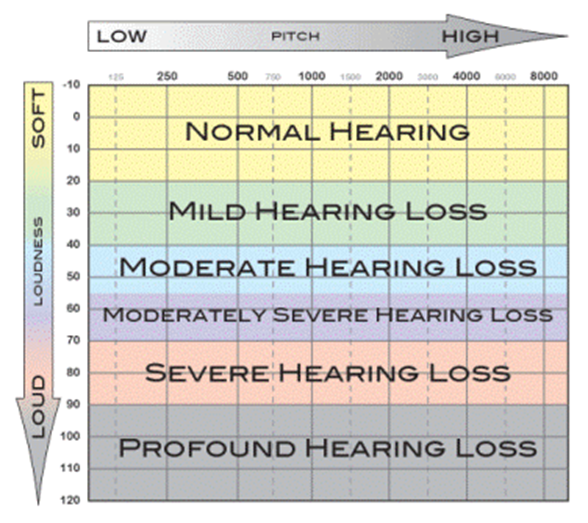 LOW PITCH HIGH
125 250 500 750 1000 1500 2000 3000 4000 6000 8000
SOFT
LOUDNESS
LOUD
-10
0
NORMAL HEARING
10
20
30
MILD HEARING LOSS
40
MODERATE HEARING LOSS
50
60
MODERATELY SEVERE HEARING LOSS
70
80
SEVERE HEARING LOSS
90
100
PROFOUND HEARING LOSS
110
120